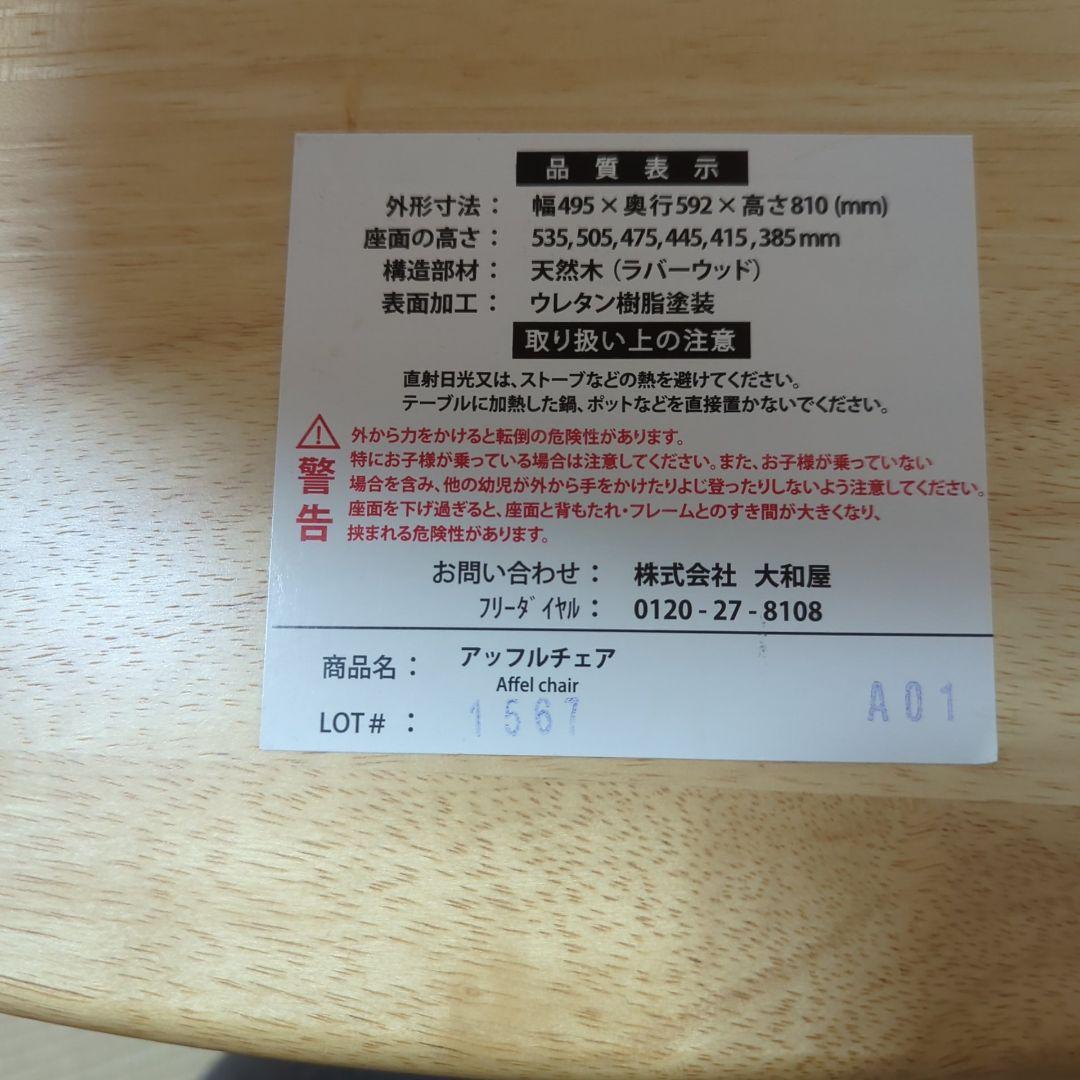 品質表示
外形寸法： 幅495×奥行592×高さ810 (mm)
座面の高さ： 535,505,475,445,415,385mm
構造部材： 天然木（ラバーウッド）
表面加工： ウレタン樹脂塗装
取り扱い上の注意
直射日光又は、ストーブなどの熱を避けてください。
テーブルに加熱した鍋、ポットなどを直接置かないでください。
警告
外から力をかけると転倒の危険性があります。
特にお子様が乗っている場合は注意してください。また、お子様が乗っていない
場合を含み、他の幼児が外から手をかけたりよじ登ったりしないよう注意してください。
座面を下げ過ぎると、座面と背もたれ・フレームとのすき間が大きくなり、
挟まれる危険性があります。
お問い合わせ： 株式会社 大和屋
ﾌﾘｰﾀﾞｲﾔﾙ： 0120-27-8108
商品名： アッフルチェア
Affel chair
LOT#： 1567 A01